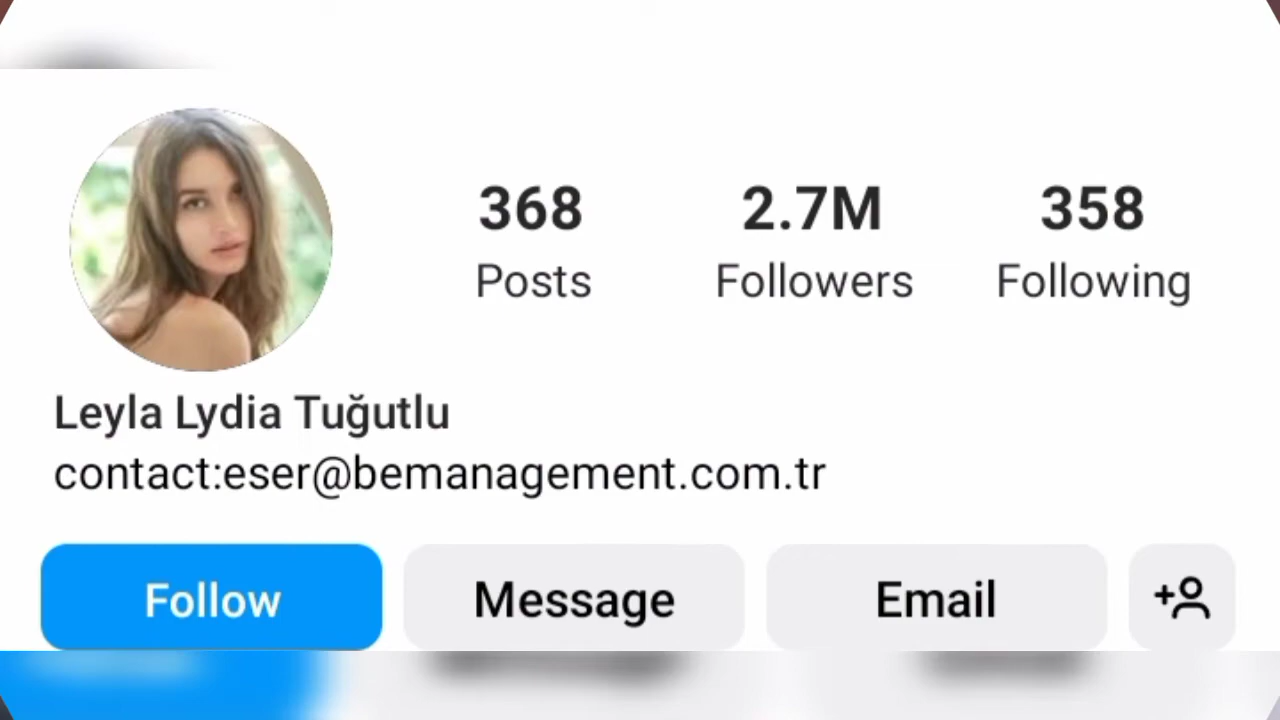 368 2.7M 358
Posts Followers Following
Leyla Lydia Tuğutlu
contact:eser@bemanagement.com.tr
Follow Message Email